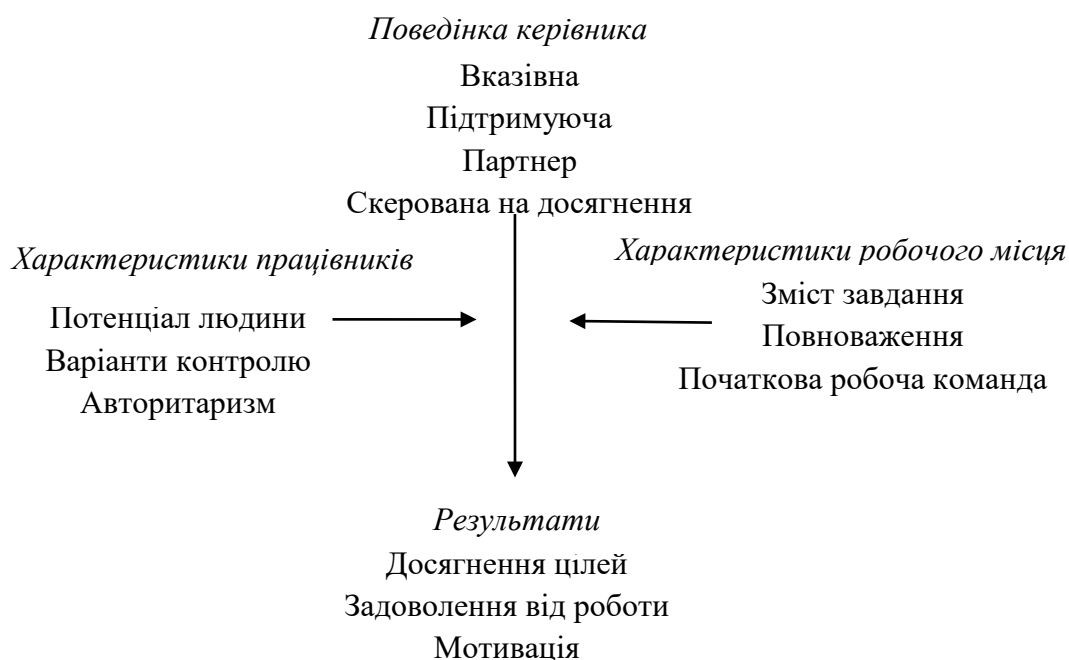 Поведінка керівника
Вказівна
Підтримуюча
Партнер
Скерована на досягнення
Характеристики працівників
Потенціал людини
Варіанти контролю
Авторитаризм
Характеристики робочого місця
Зміст завдання
Повноваження
Початкова робоча команда
Результати
Досягнення цілей
Задоволення від роботи
Мотивація